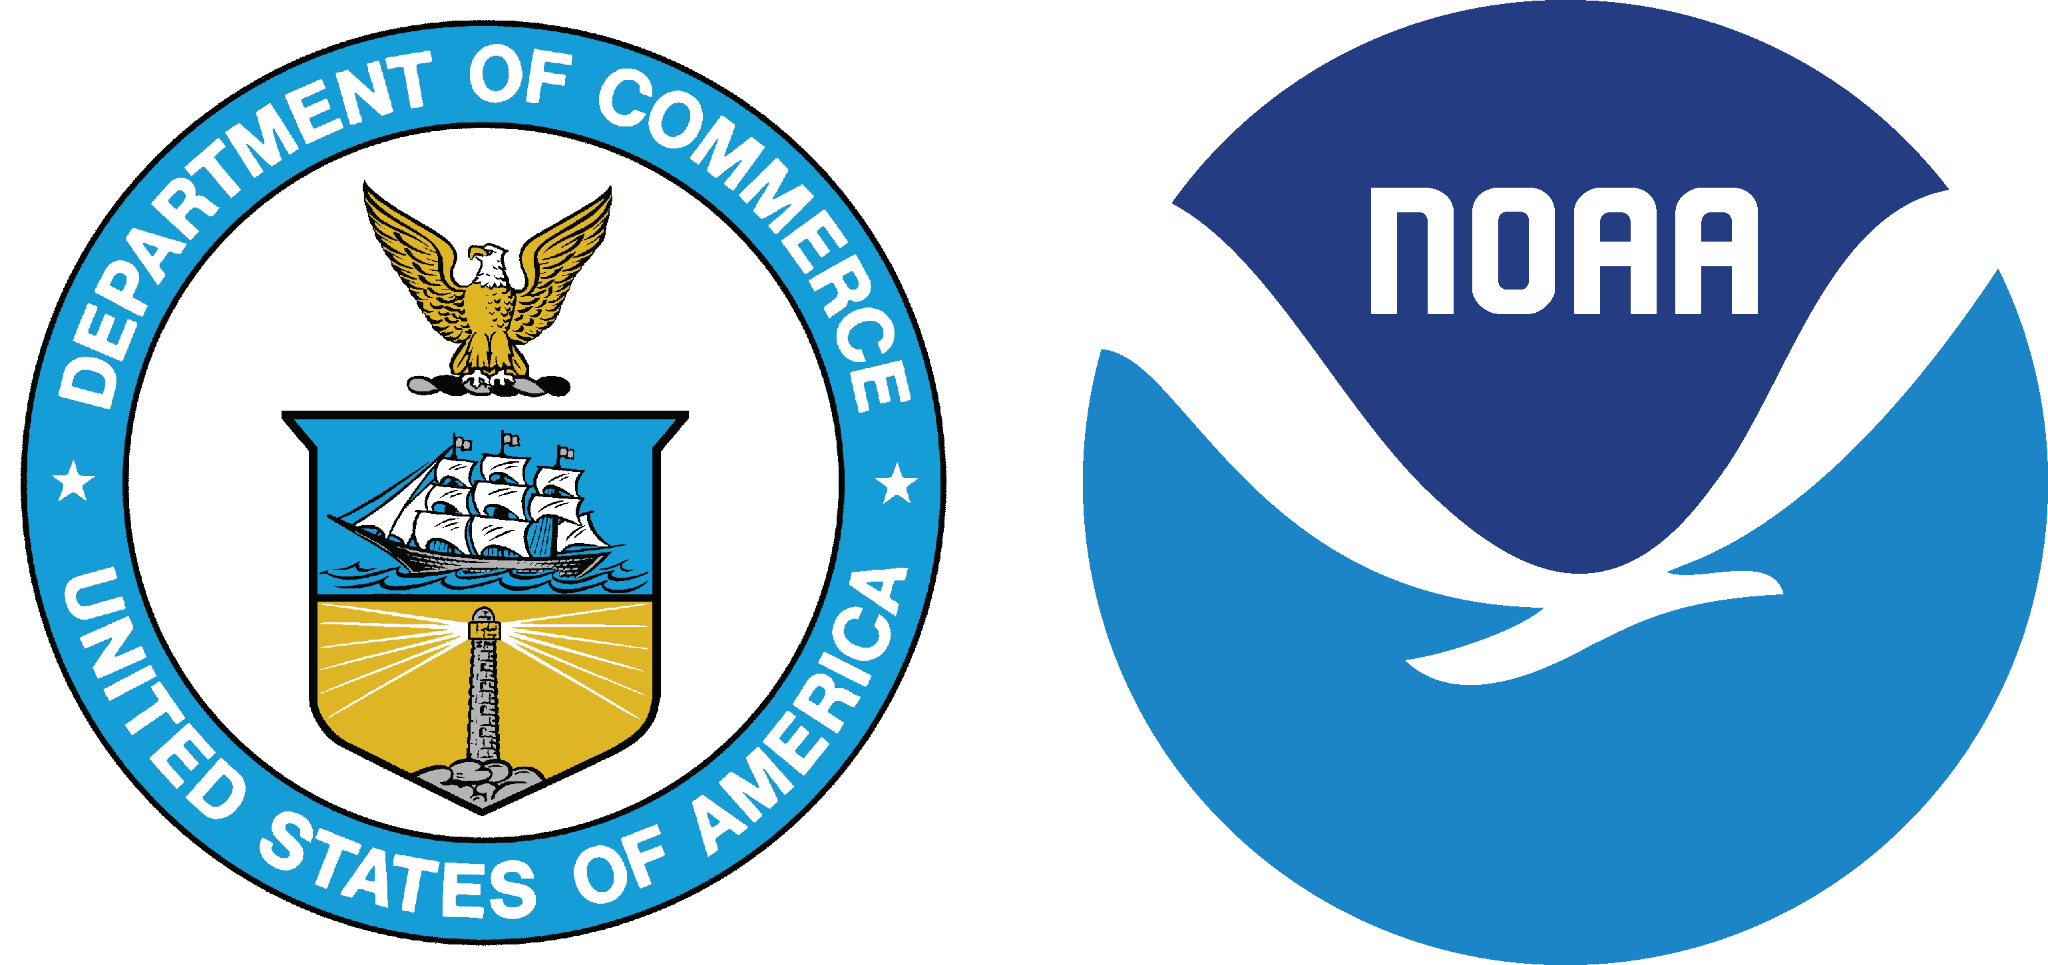 DEPARTMENT OF COMMERCE
UNITED STATES OF AMERICA
NOAA